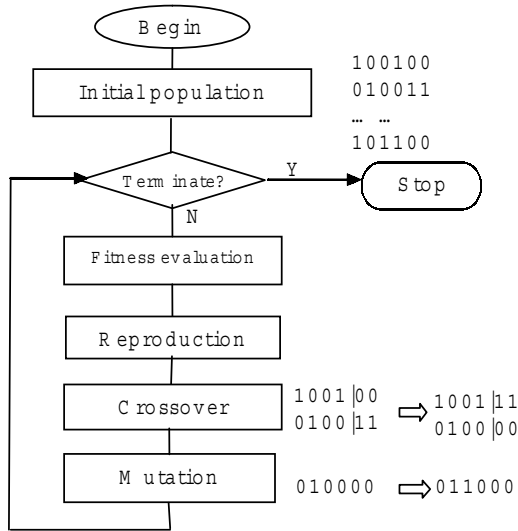 Begin
Initial population
100100
010011
... ...
101100
Terminate?
Y
Stop
N
Fitness evaluation
Reproduction
Crossover
1001|00
0100|11
1001|11
0100|00
Mutation
010000
011000